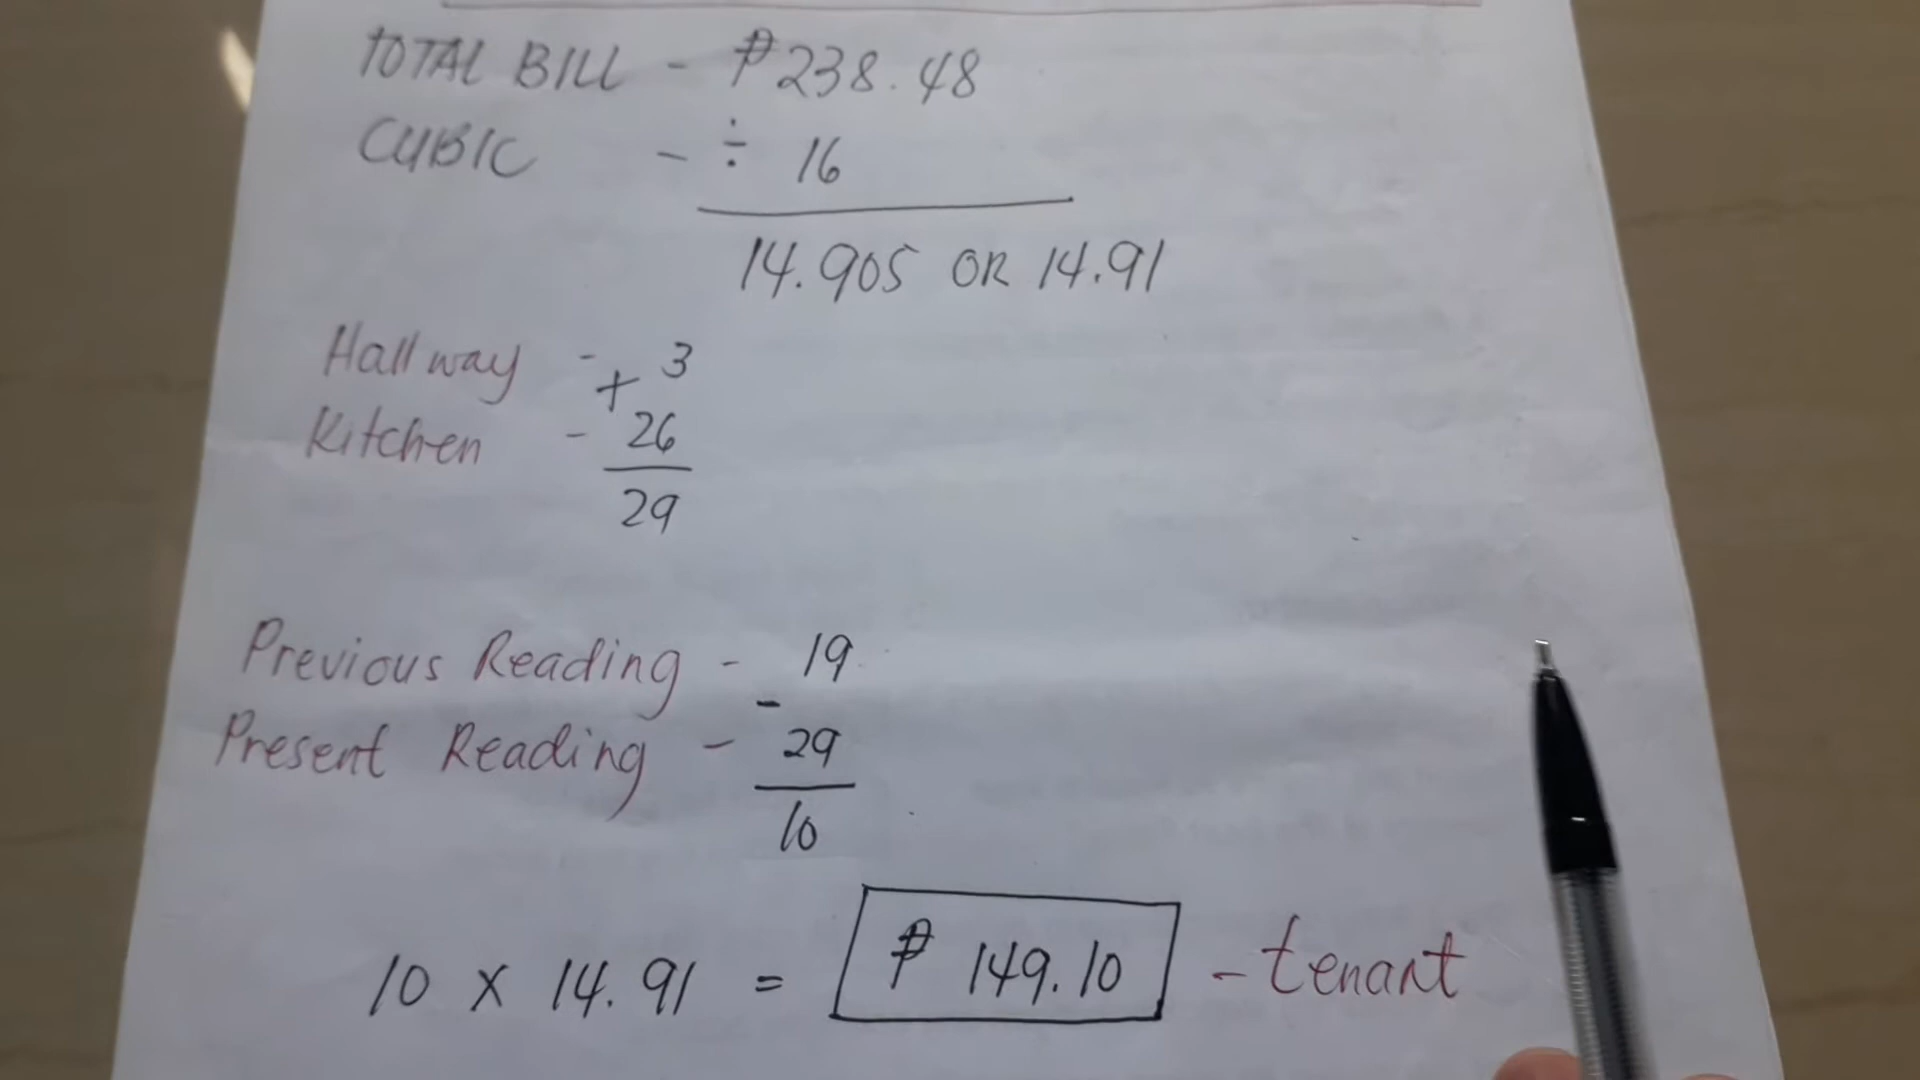 TOTAL BILL - ₱238.48
CUBIC - ÷ 16
14.905 OR 14.91
Hallway - 3
+
Kitchen - 26
29
Previous Reading - 19
-
Present Reading - 29
10
10 x 14.91 = ₱ 149.10 - tenant